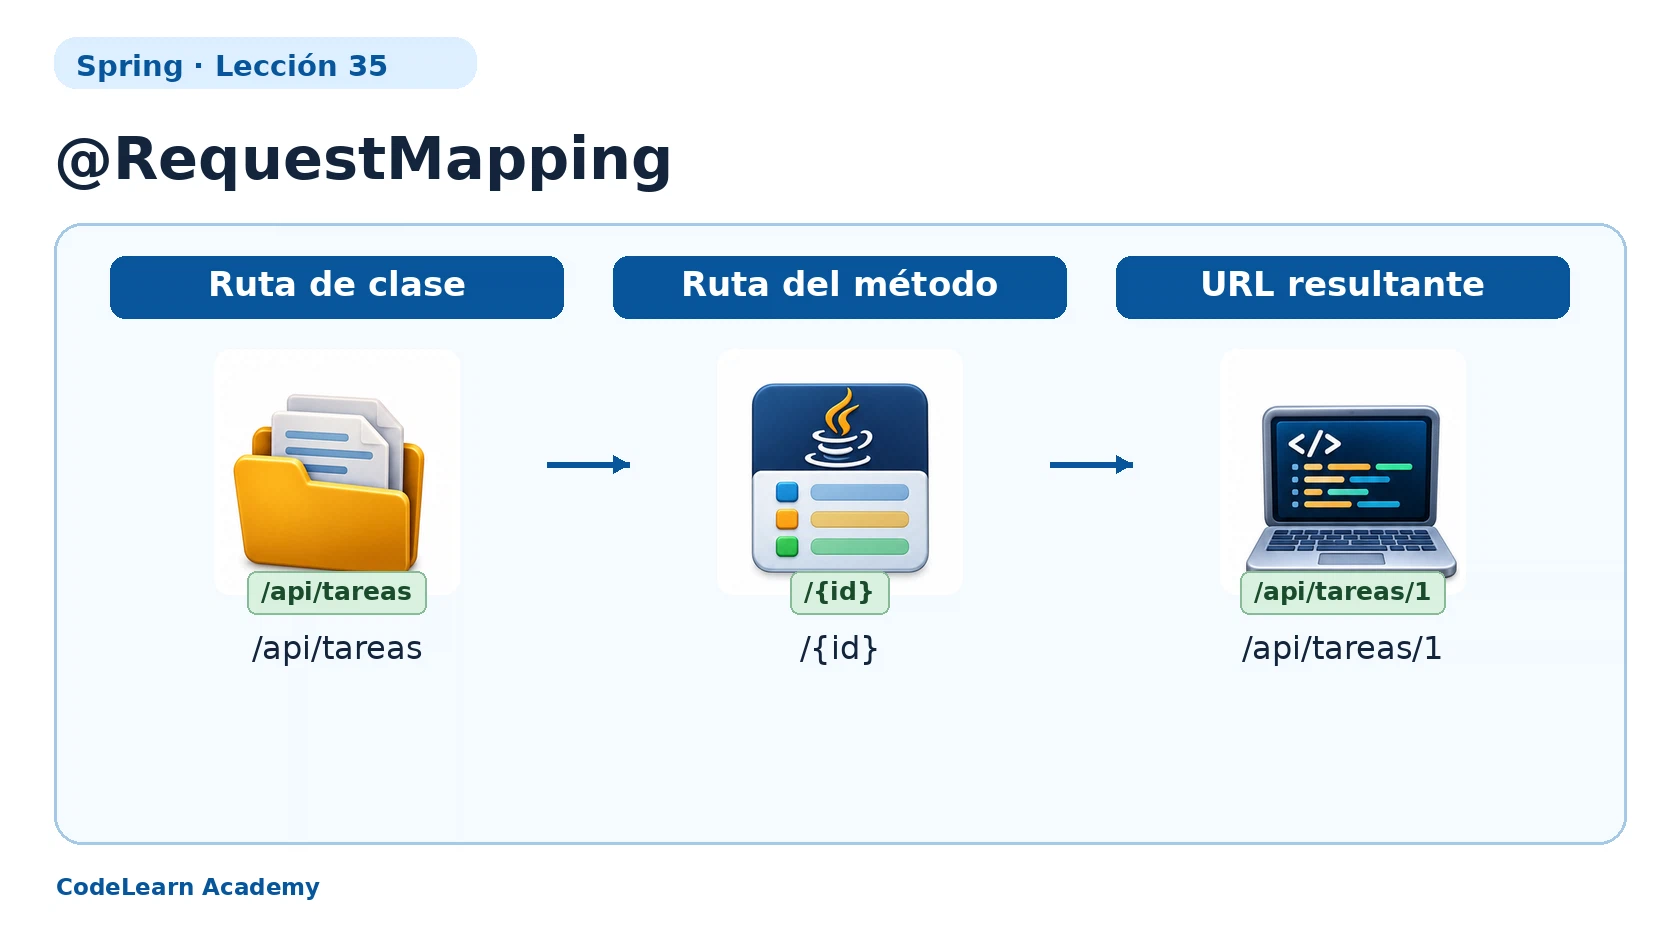 Spring · Lección 35
@RequestMapping
Ruta de clase
Ruta del método
URL resultante
</>
/api/tareas
/{id}
/api/tareas/1
/api/tareas
/{id}
/api/tareas/1
CodeLearn Academy